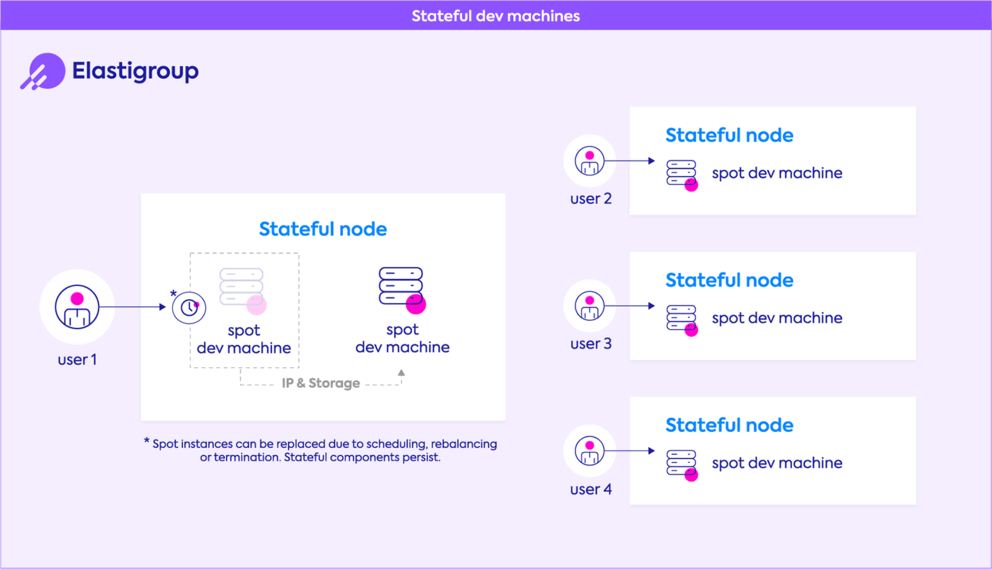 Stateful dev machines
Elastigroup
Stateful node
*
spot
dev machine
spot
dev machine
IP & Storage
user 1
* Spot instances can be replaced due to scheduling, rebalancing
or termination. Stateful components persist.
Stateful node
spot dev machine
user 2
Stateful node
spot dev machine
user 3
Stateful node
spot dev machine
user 4